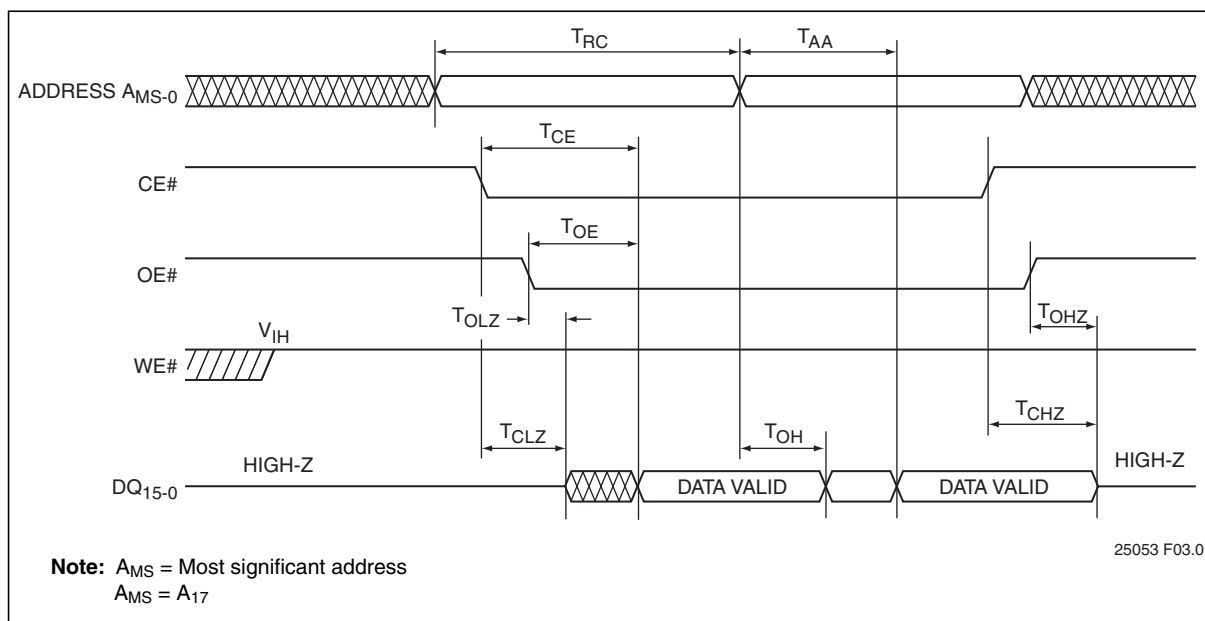 T_RC T_AA
ADDRESS A_MS-0
T_CE
CE#
T_OE
OE#
T_OLZ T_OHZ
V_IH
WE#
T_CLZ T_OH T_CHZ
HIGH-Z HIGH-Z
DQ_15-0 DATA VALID DATA VALID
25053 F03.0
Note: A_MS = Most significant address
A_MS = A_17